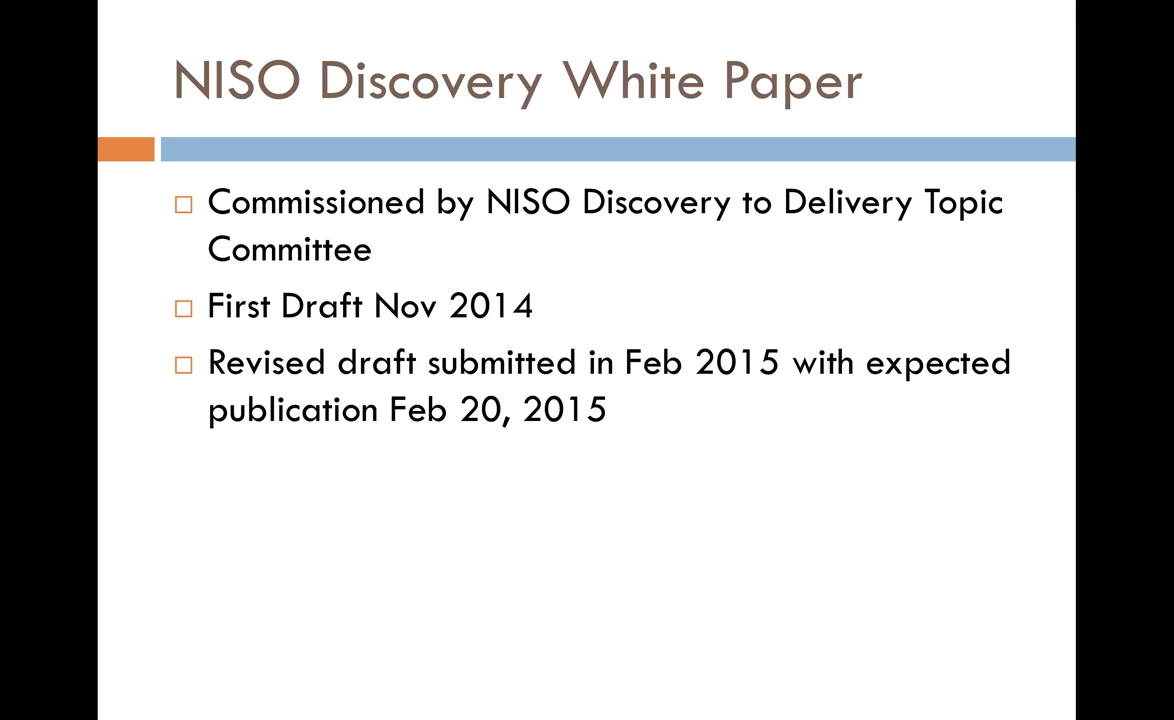 NISO Discovery White Paper
Commissioned by NISO Discovery to Delivery Topic
Committee
First Draft Nov 2014
Revised draft submitted in Feb 2015 with expected
publication Feb 20, 2015